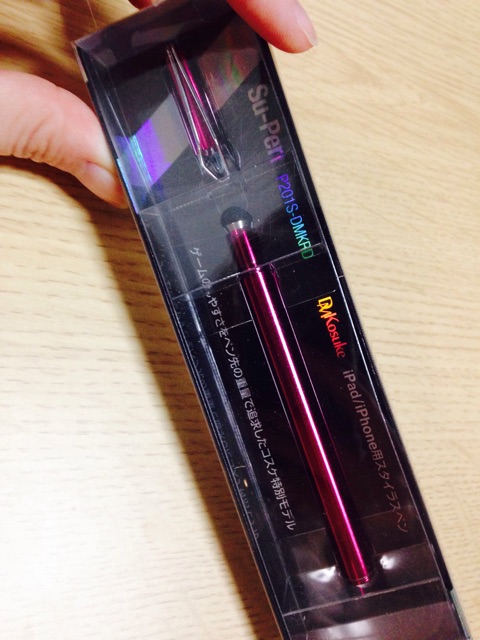 Su-Pen
P201S-DMKRD
DMKosuke
iPad/iPhone用スタイラスペン
ゲームの しやすさをペン先の重量で追求したコスケ特別モデル